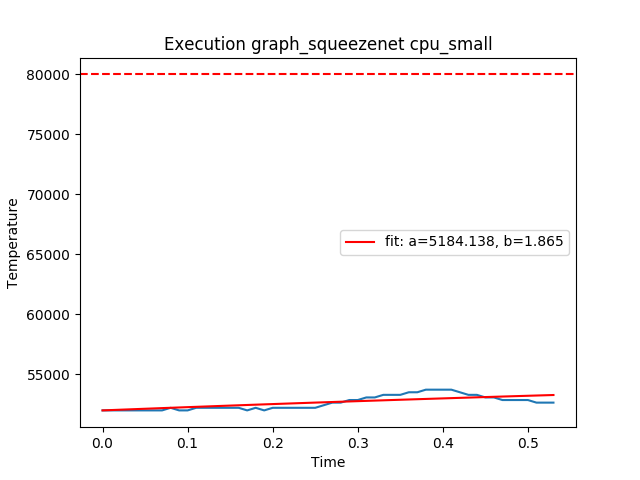 Execution graph_squeezenet cpu_small
80000
75000
70000
65000
60000
55000
Temperature
fit: a=5184.138, b=1.865
0.0 0.1 0.2 0.3 0.4 0.5
Time